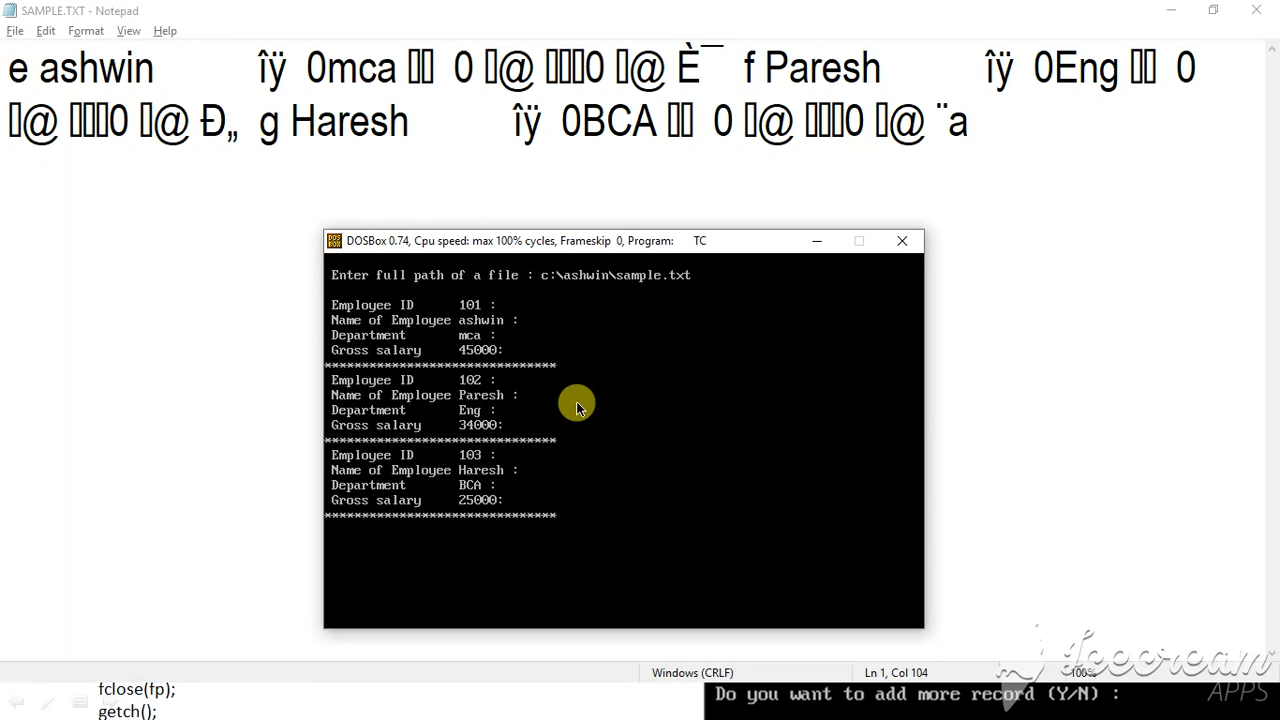 SAMPLE.TXT - Notepad
File Edit Format View Help
e ashwin îÿ 0mca 0 @ 0 @ È¯ f Paresh îÿ 0Eng 0
@ 0 @ Ð„ g Haresh îÿ 0BCA 0 @ 0 @ ¨a
DOSBox 0.74, Cpu speed: max 100% cycles, Frameskip 0, Program: TC
Enter full path of a file : c:\ashwin\sample.txt
Employee ID 101 :
Name of Employee ashwin :
Department mca :
Gross salary 45000:
*******************************
Employee ID 102 :
Name of Employee Paresh :
Department Eng :
Gross salary 34000:
*******************************
Employee ID 103 :
Name of Employee Haresh :
Department BCA :
Gross salary 25000:
*******************************
Windows (CRLF) Ln 1, Col 104 100%
fclose(fp);
getch();
Do you want to add more record (Y/N) :
APPS